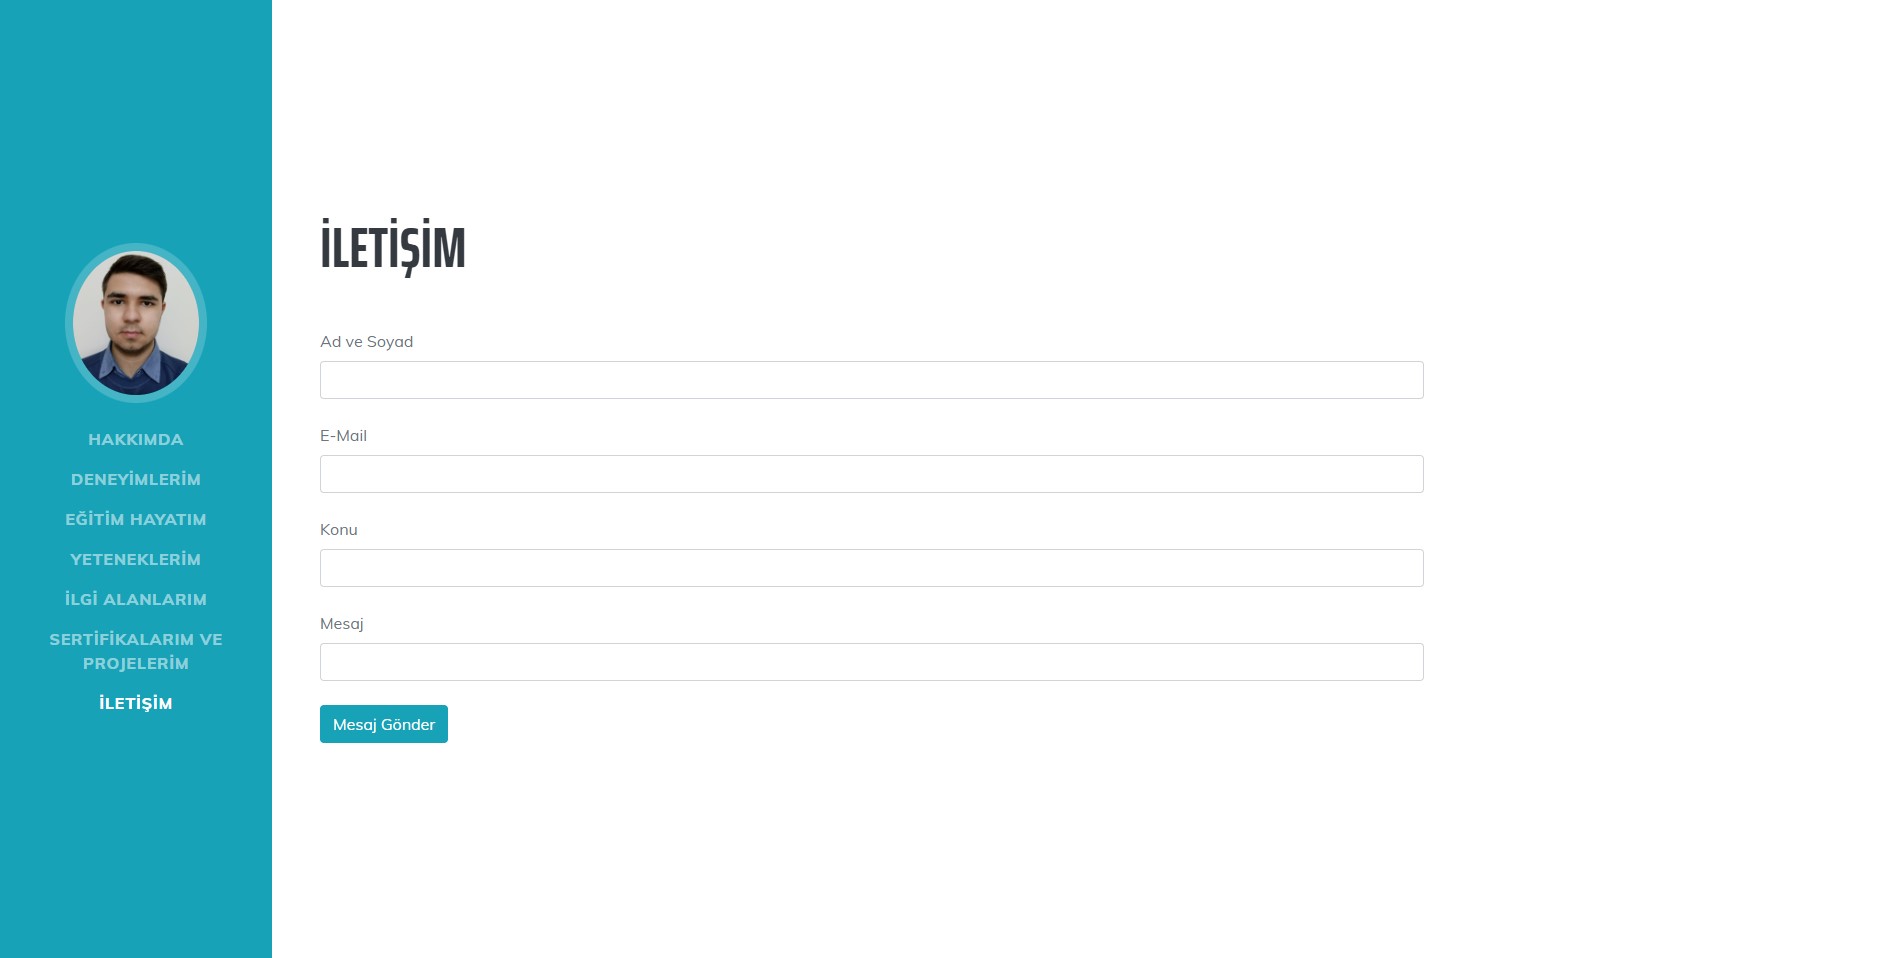 HAKKIMDA
DENEYİMLERİM
EĞİTİM HAYATIM
YETENEKLERİM
İLGİ ALANLARIM
SERTİFİKALARIM VE
PROJELERİM
İLETİŞİM
İLETİŞİM
Ad ve Soyad
E-Mail
Konu
Mesaj
Mesaj Gönder